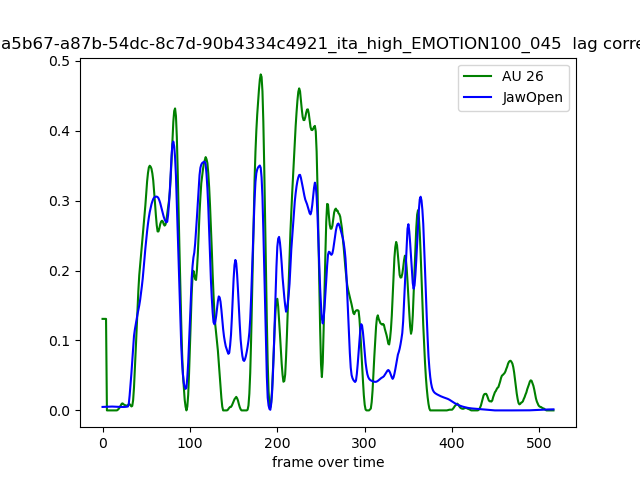 a5b67-a87b-54dc-8c7d-90b4334c4921_ita_high_EMOTION100_045 lag corre
AU 26
JawOpen
0.5
0.4
0.3
0.2
0.1
0.0
0 100 200 300 400 500
frame over time